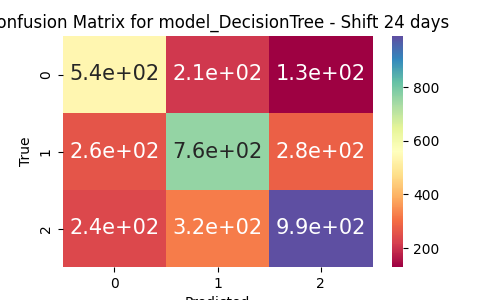 onfusion Matrix for model_DecisionTree - Shift 24 days
0 5.4e+02 2.1e+02 1.3e+02
1 2.6e+02 7.6e+02 2.8e+02
2 2.4e+02 3.2e+02 9.9e+02
True
0 1 2
Predicted
800
600
400
200